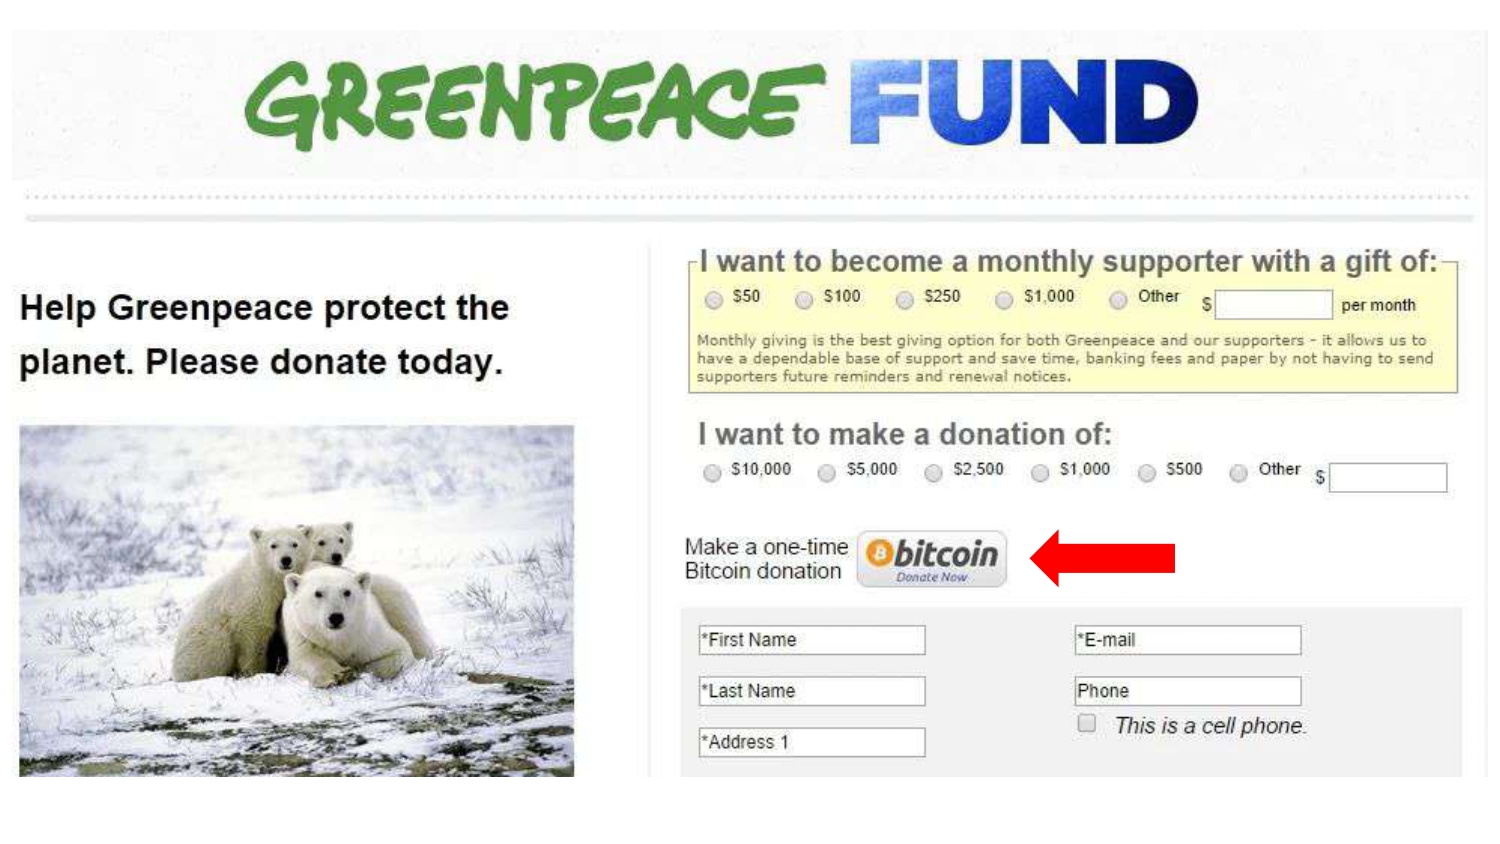 GREENPEACE FUND
Help Greenpeace protect the
planet. Please donate today.
I want to become a monthly supporter with a gift of:
$50 $100 $250 $1,000 Other $ per month
Monthly giving is the best giving option for both Greenpeace and our supporters - it allows us to
have a dependable base of support and save time, banking fees and paper by not having to send
supporters future reminders and renewal notices.
I want to make a donation of:
$10,000 $5,000 $2,500 $1,000 $500 Other $
Make a one-time
Bitcoin donation
bitcoin
Donate Now
*First Name
*E-mail
*Last Name
Phone
This is a cell phone.
*Address 1